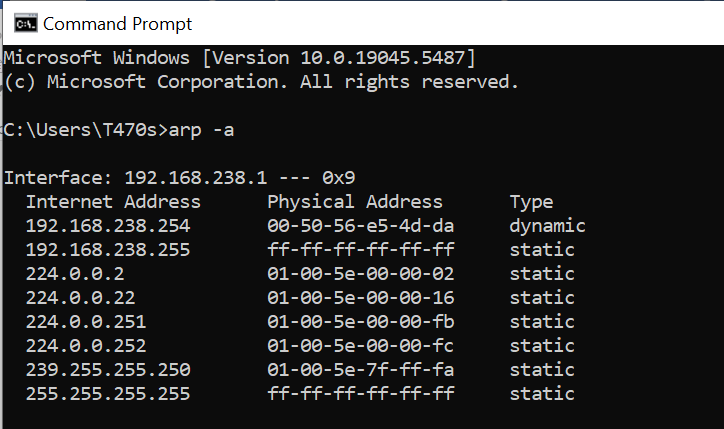 Command Prompt
Microsoft Windows [Version 10.0.19045.5487]
(c) Microsoft Corporation. All rights reserved.
C:\Users\T470s>arp -a
Interface: 192.168.238.1 --- 0x9
Internet Address Physical Address Type
192.168.238.254 00-50-56-e5-4d-da dynamic
192.168.238.255 ff-ff-ff-ff-ff-ff static
224.0.0.2 01-00-5e-00-00-02 static
224.0.0.22 01-00-5e-00-00-16 static
224.0.0.251 01-00-5e-00-00-fb static
224.0.0.252 01-00-5e-00-00-fc static
239.255.255.250 01-00-5e-7f-ff-fa static
255.255.255.255 ff-ff-ff-ff-ff-ff static